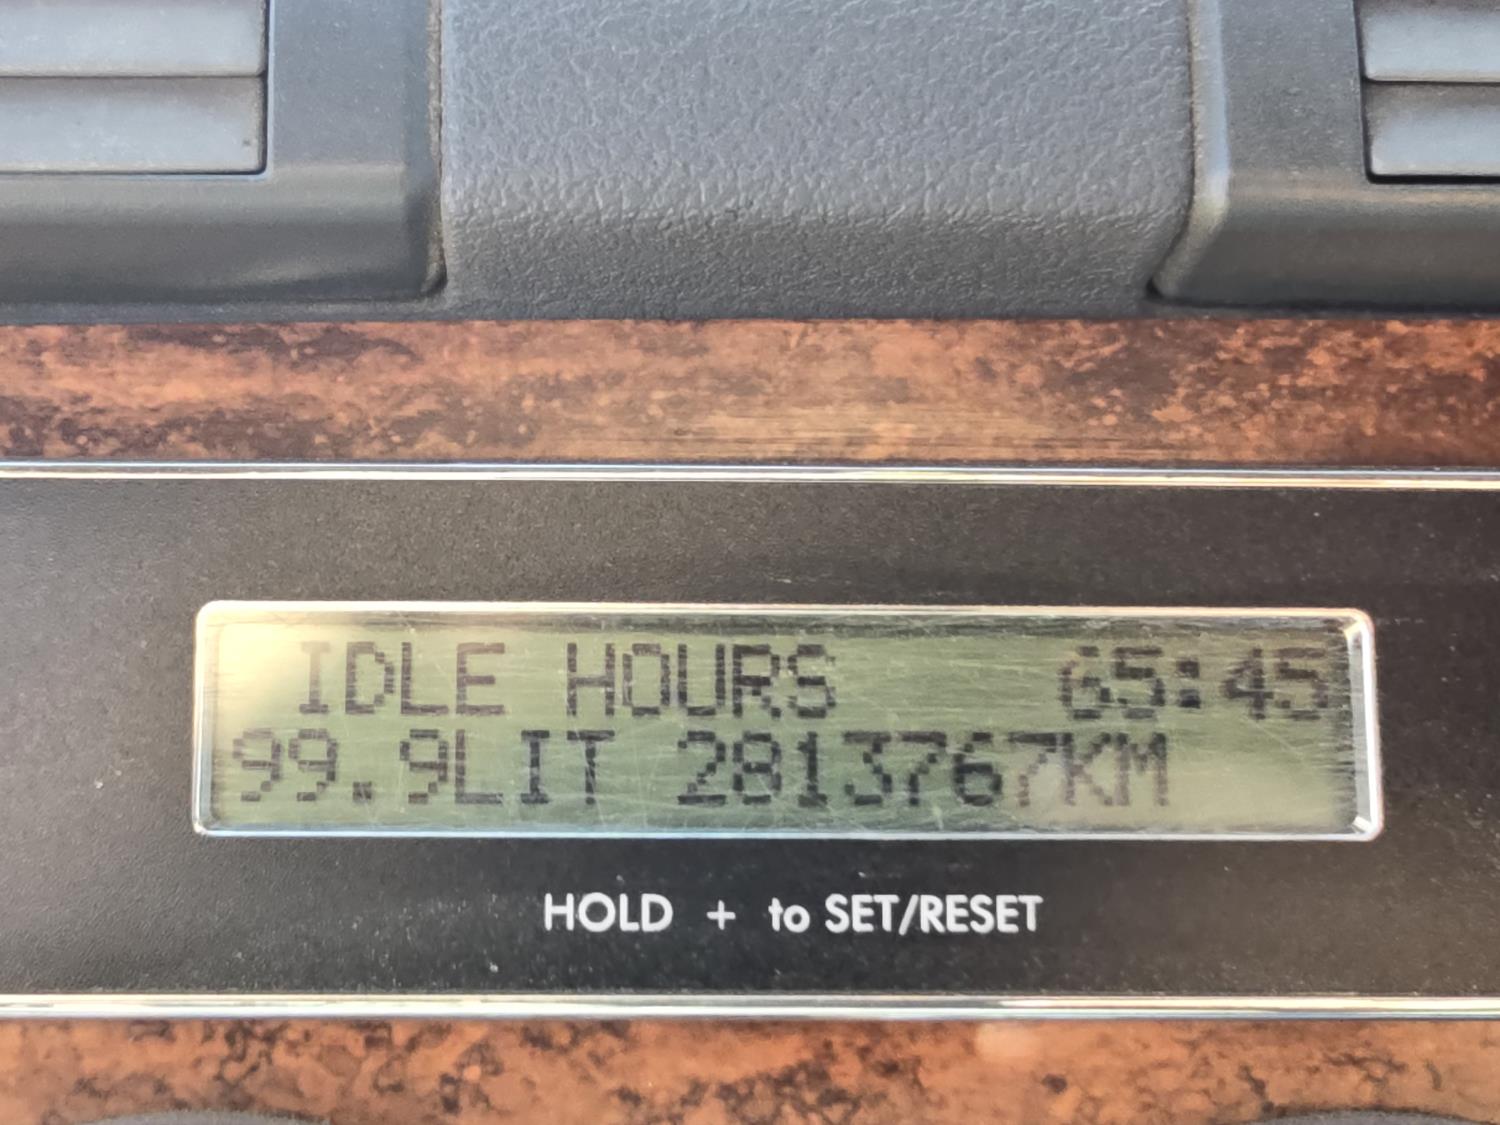 IDLE HOURS 65:45
99.9LIT 2813767KM
HOLD + to SET/RESET